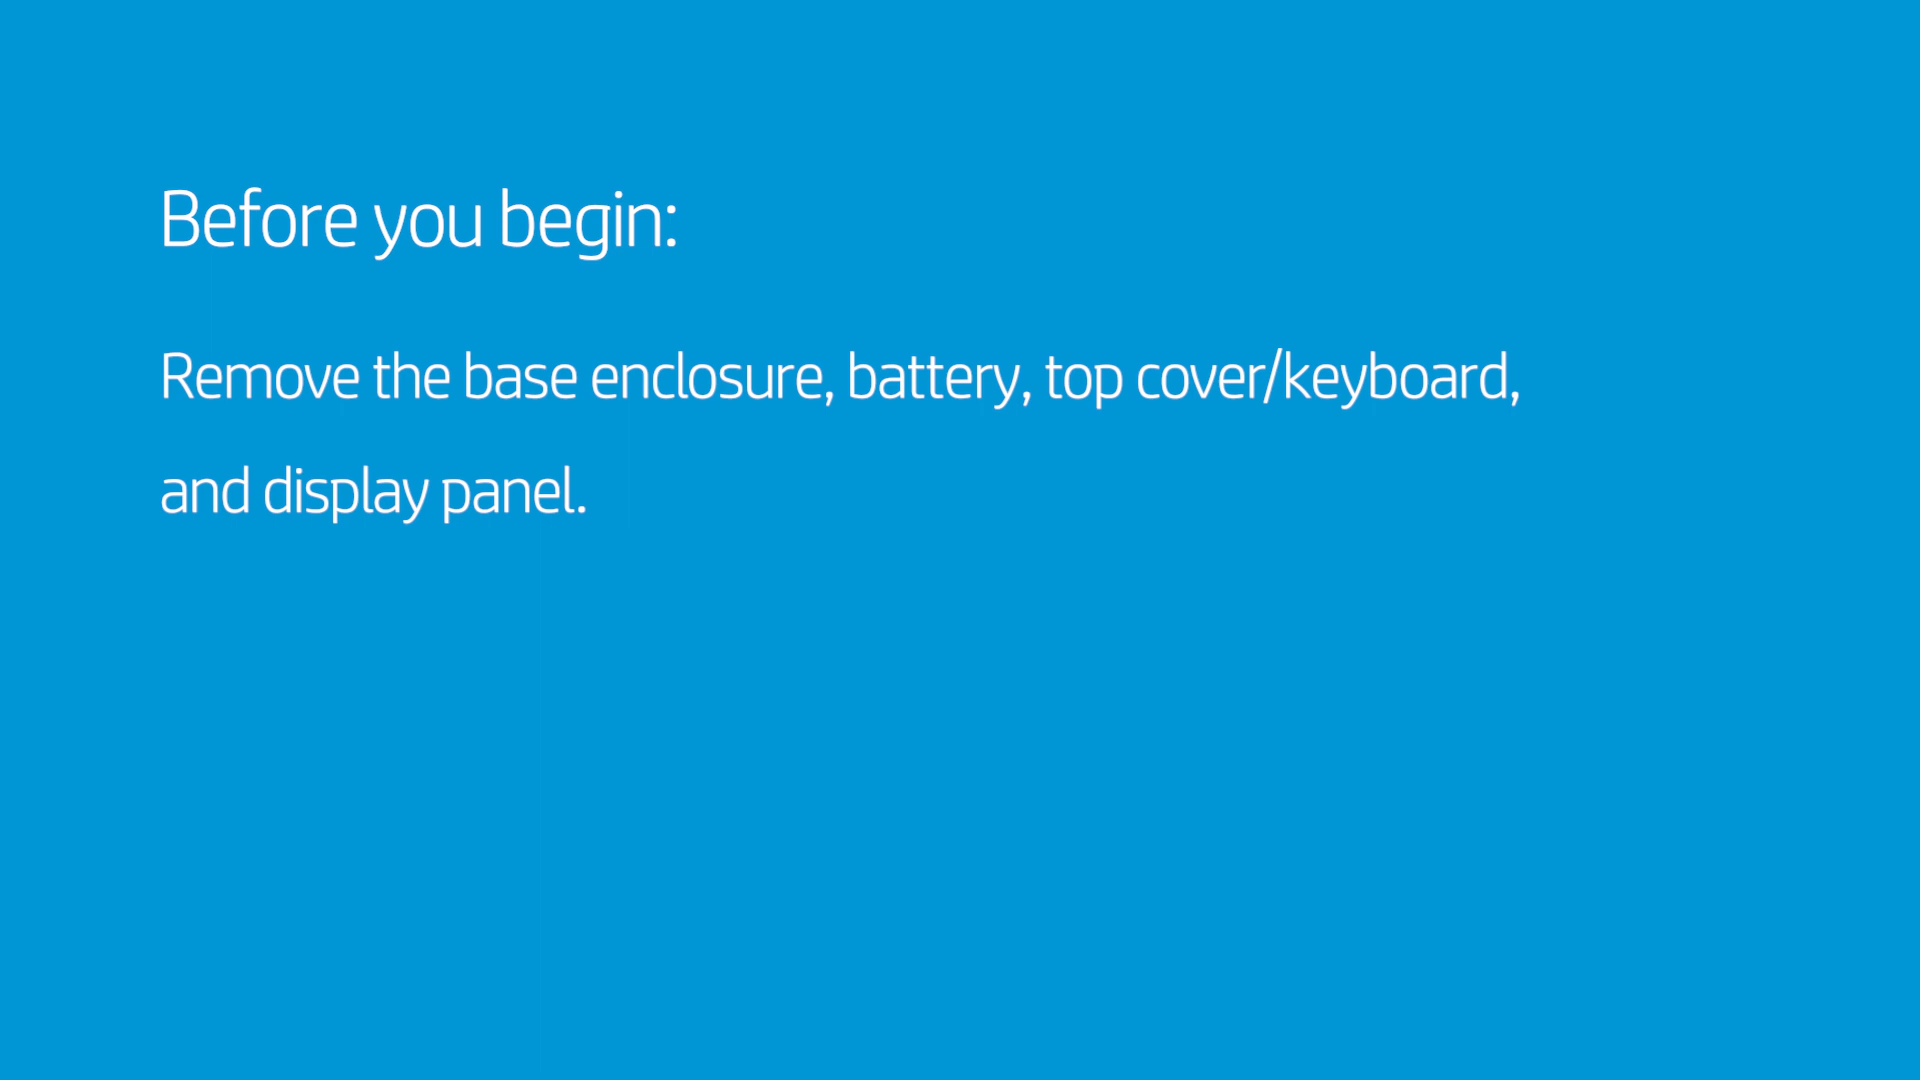 Before you begin:
Remove the base enclosure, battery, top cover/keyboard,
and display panel.